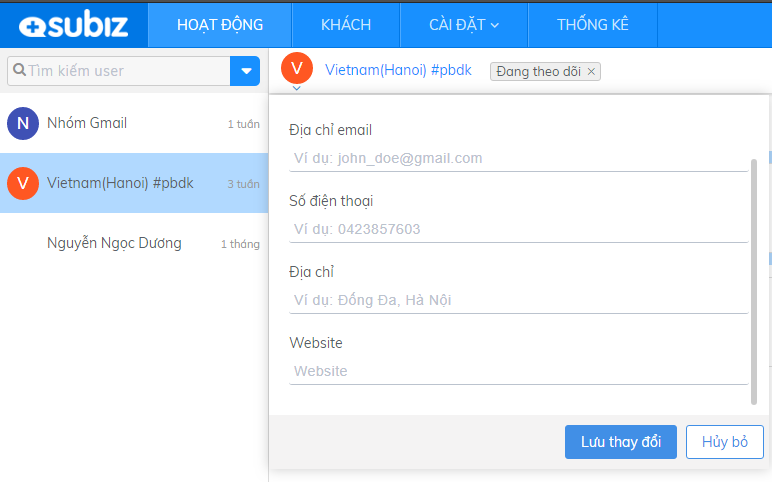 subiz
HOẠT ĐỘNG
KHÁCH
CÀI ĐẶT
THỐNG KÊ
Tìm kiếm user
N
Nhóm Gmail
1 tuần
V
Vietnam(Hanoi) #pbdk
3 tuần
Nguyễn Ngọc Dương
1 tháng
V
Vietnam(Hanoi) #pbdk
Đang theo dõi ×
Địa chỉ email
Ví dụ: john_doe@gmail.com
Số điện thoại
Ví dụ: 0423857603
Địa chỉ
Ví dụ: Đống Đa, Hà Nội
Website
Website
Lưu thay đổi
Hủy bỏ